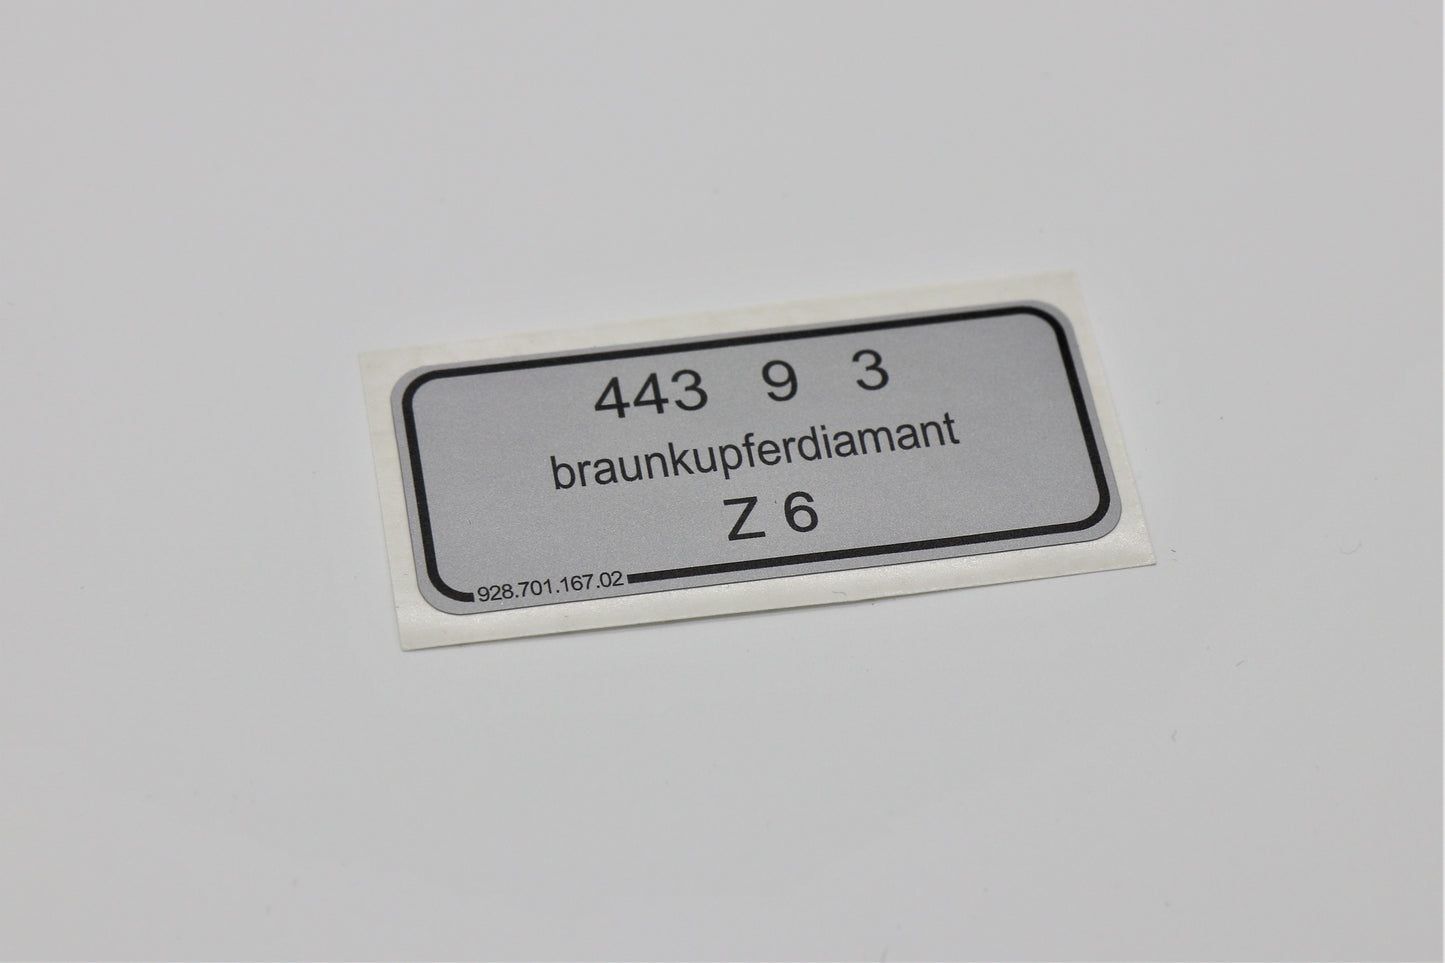 443 9 3
braunkupferdiamant
Z 6
928.701.167.02